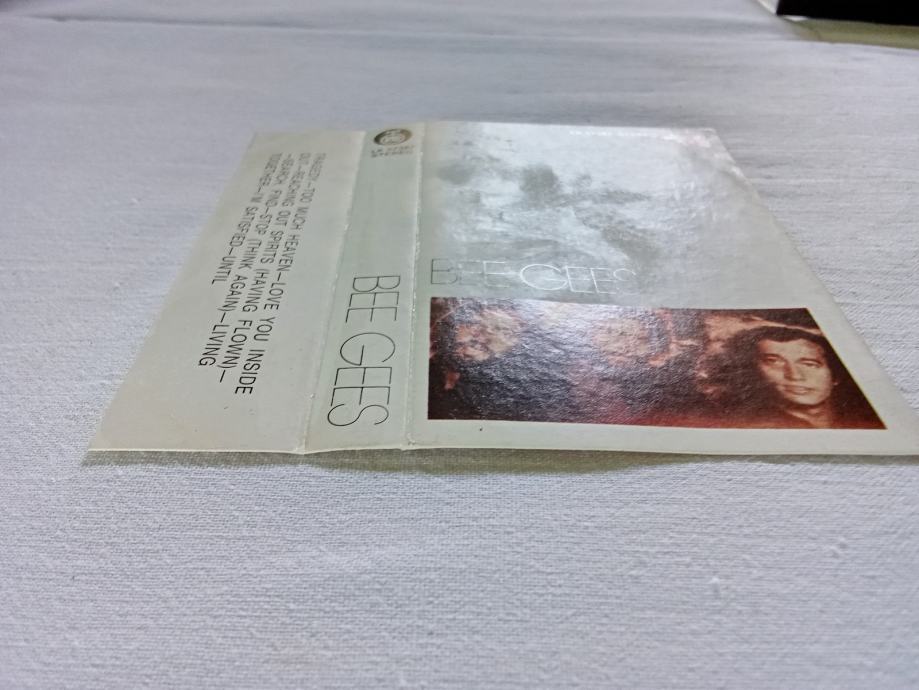 TRAGEDY—TOO MUCH HEAVEN—LOVE YOU INSIDE
OUT—REACHING OUT SPIRITS (HAVING FLOWN)—
—SEARCH, FIND—STOP (THINK AGAIN)—LIVING
TOGETHER—I'M SATISFIED—UNTIL
STEREO
BEE GEES
BEE GEES